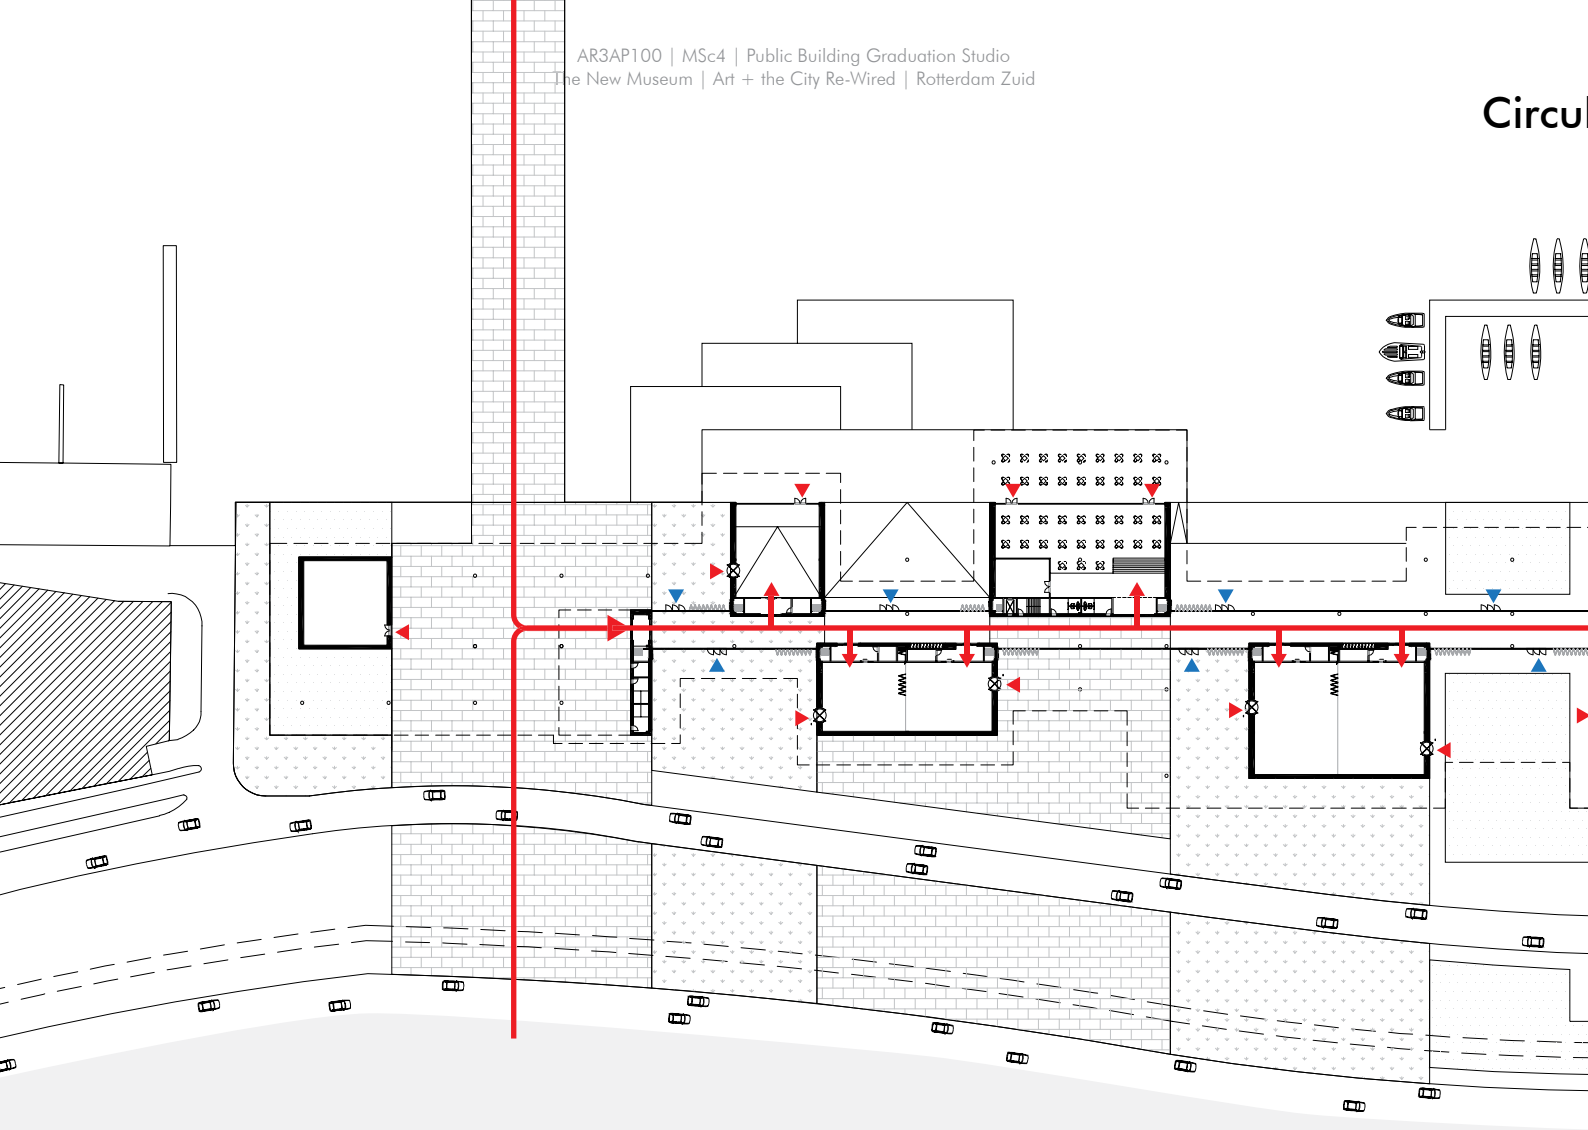 AR3AP100 | MSc4 | Public Building Graduation Studio
The New Museum | Art + the City Re-Wired | Rotterdam Zuid
Circul